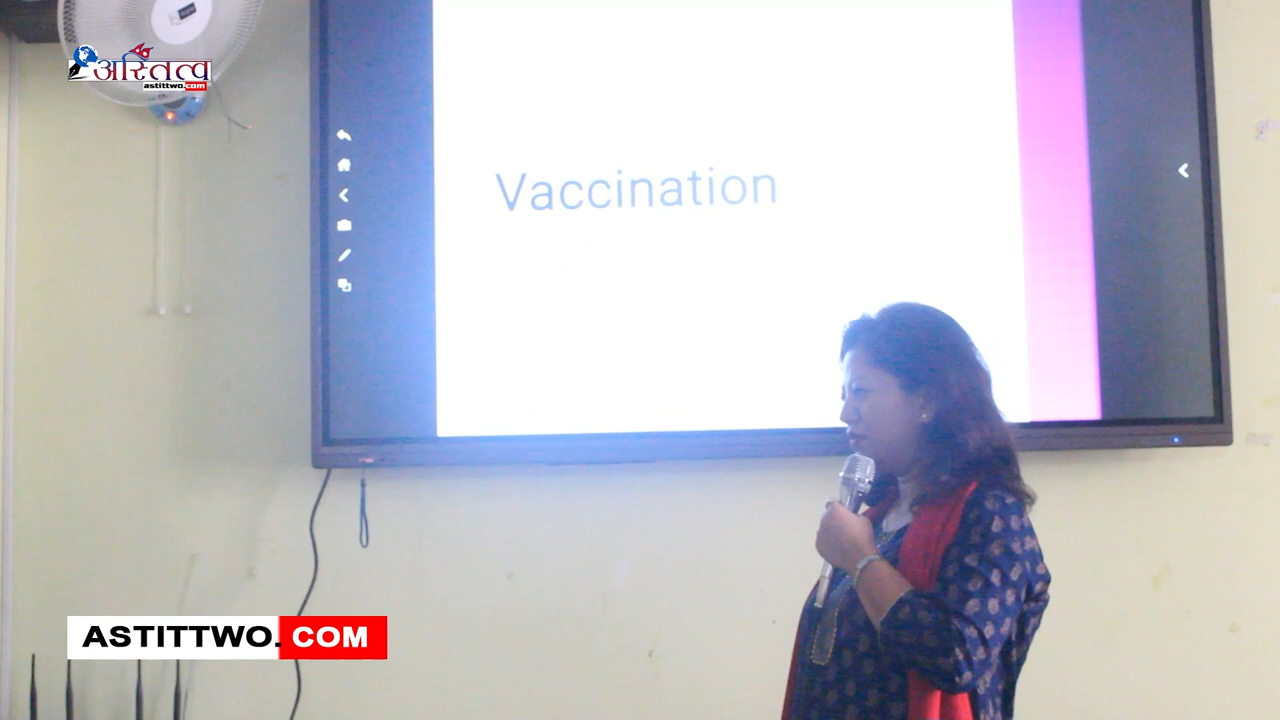 अस्तित्व
astittwo.com
Vaccination
ASTITTWO.COM